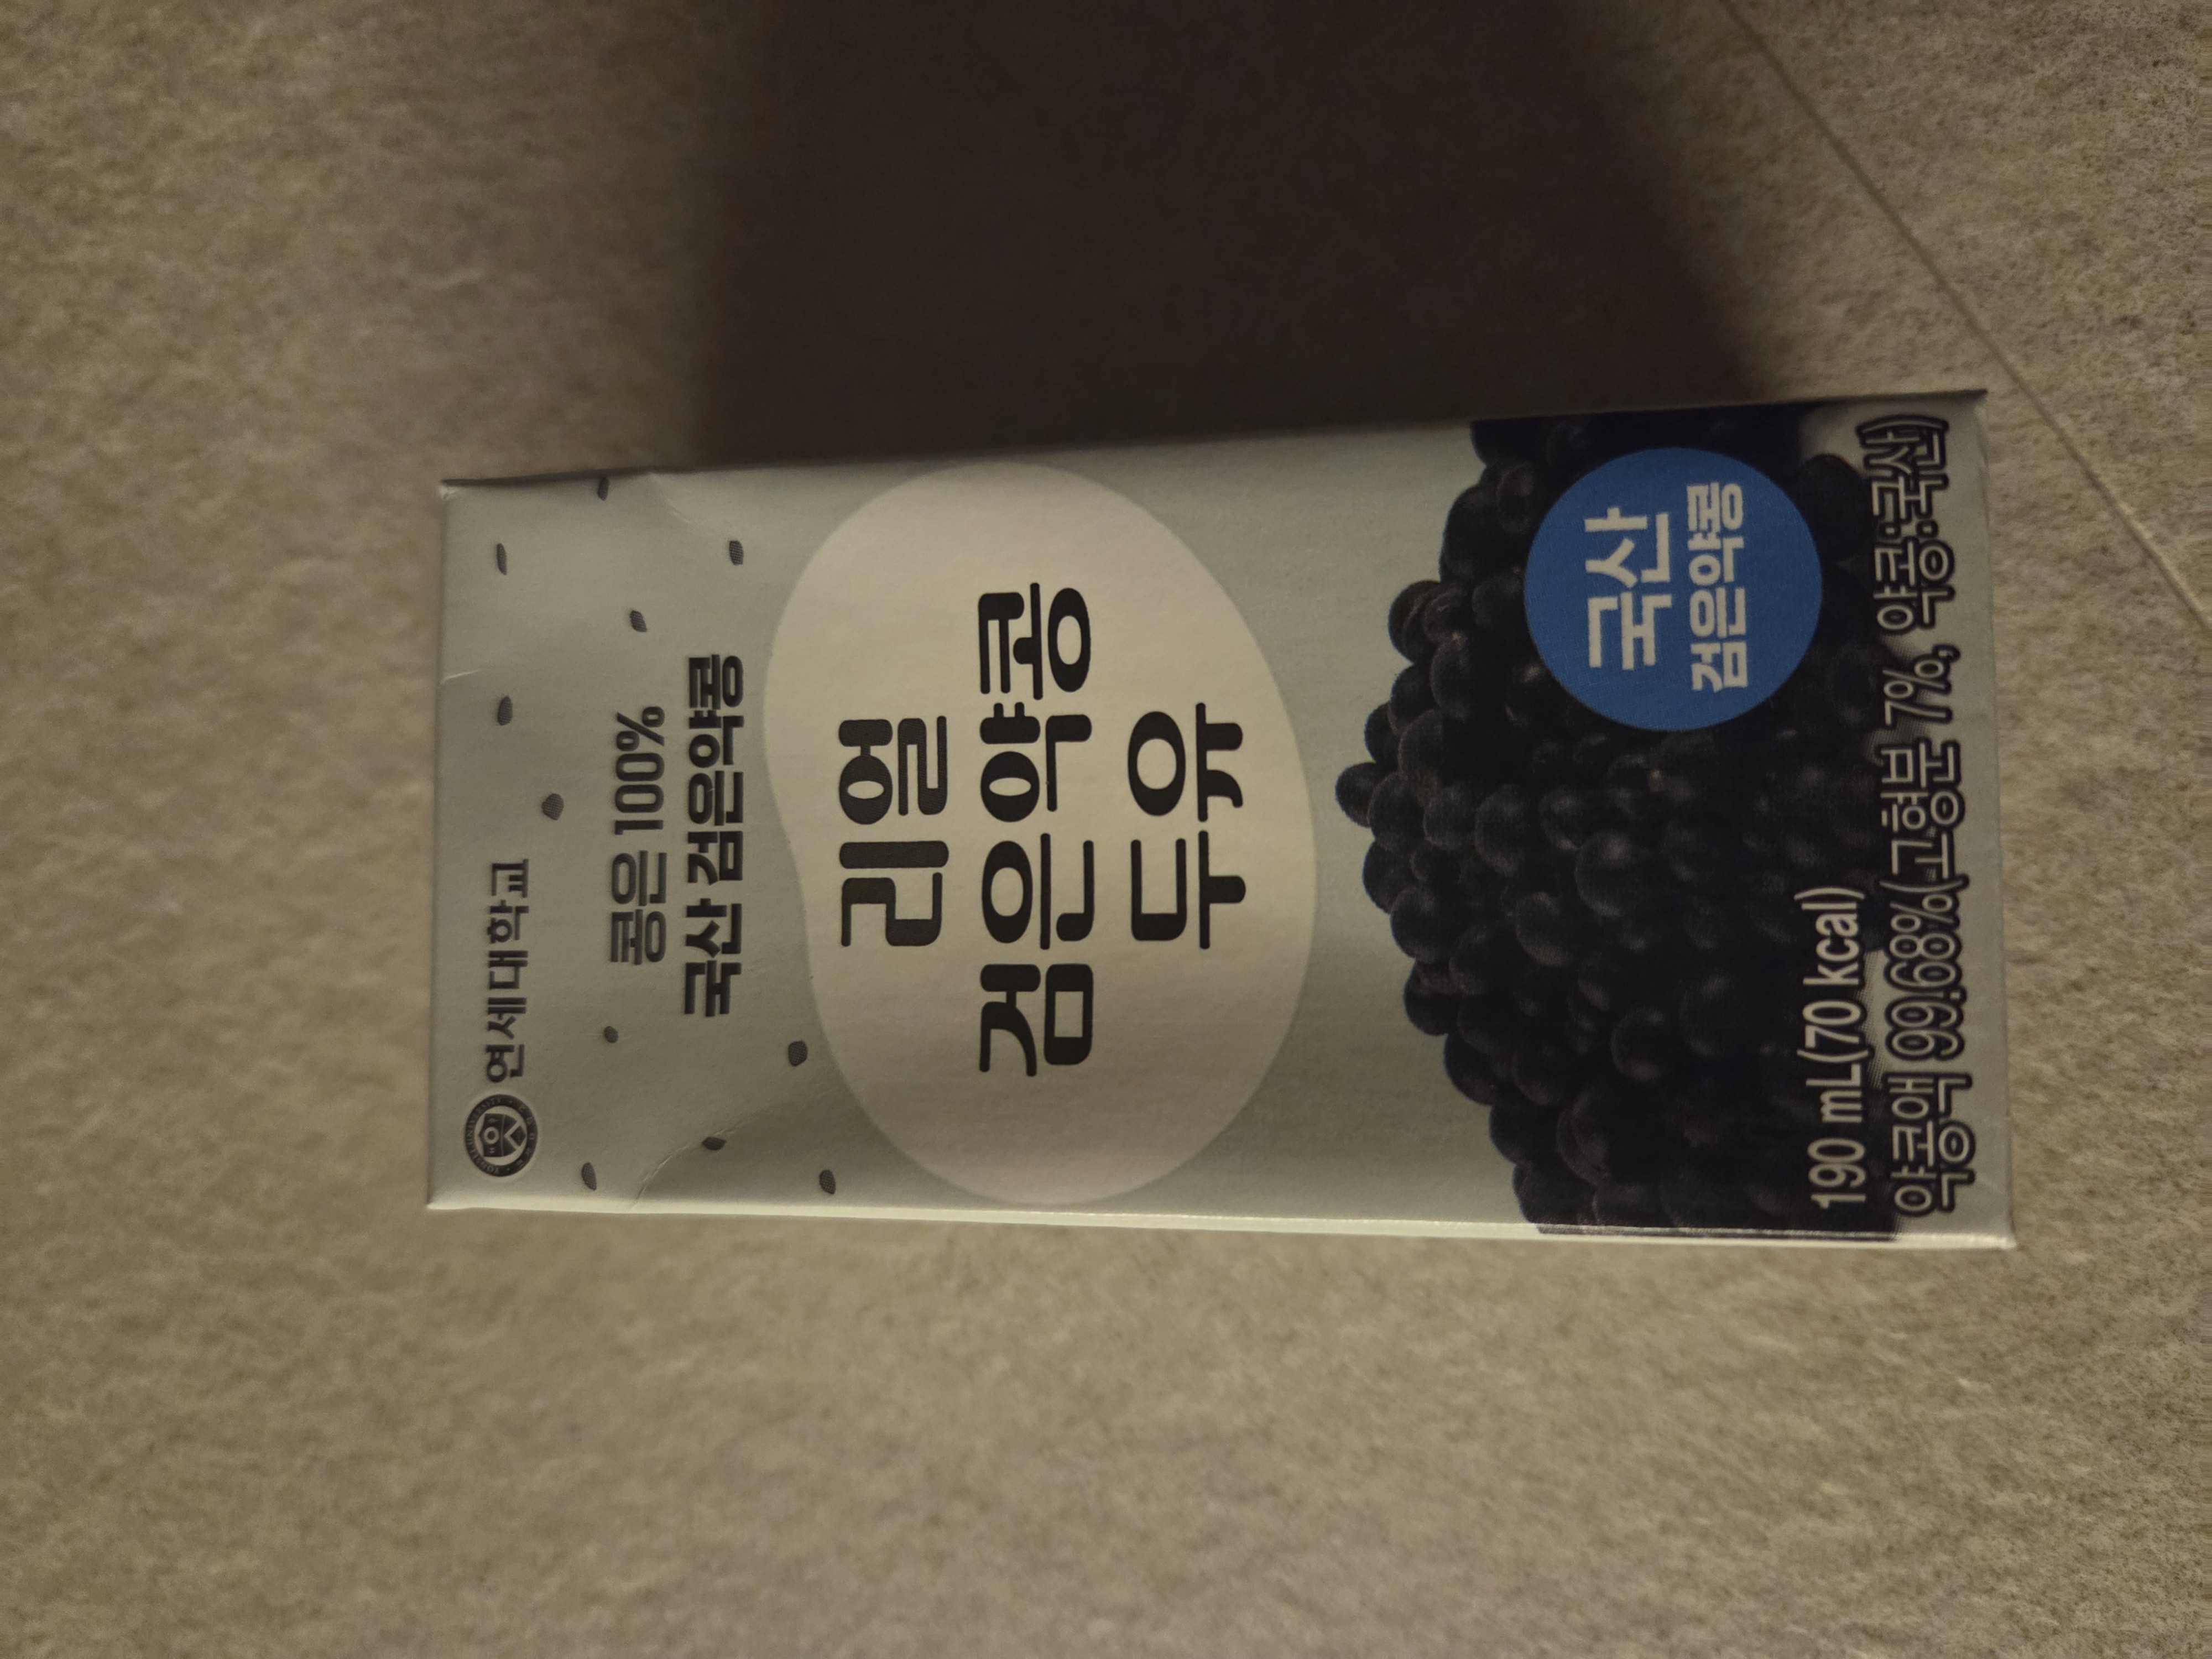 연세대학교
콩은 100%
국산 검은약콩
리얼
검은약콩
두유
국산
검은약콩
190 mL(70 kcal)
약콩액 99.68%(고형분 7%, 약콩:국산)